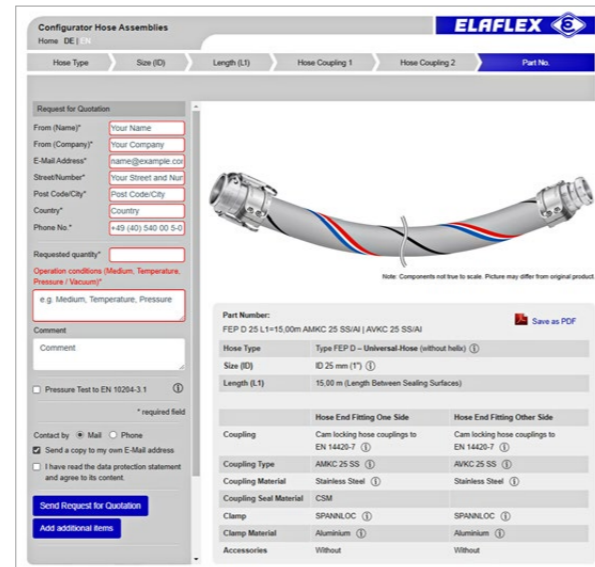 Configurator Hose Assemblies
Home DE | EN
ELAFLEX
Hose Type
Size (ID)
Length (L1)
Hose Coupling 1
Hose Coupling 2
Part No.
Request for Quotation
From (Name)*
Your Name
From (Company)*
Your Company
E-Mail Address*
name@example.co
Street/Number*
Your Street and Nur
Post Code/City*
Post Code/City
Country*
Country
Phone No.*
+49 (40) 540 00 5-0
Requested quantity*
Operation conditions (Medium, Temperature,
Pressure / Vacuum)*
e.g. Medium, Temperature, Pressure
Comment
Comment
Pressure Test to EN 10204-3.1
* required field
Contact by Mail Phone
Send a copy to my own E-Mail address
I have read the data protection statement
and agree to its content.
Send Request for Quotation
Add additional items
Note: Components not true to scale. Picture may differ from original product.
Part Number:
FEP D 25 L1=15,00m AMKC 25 SS/Al | AVKC 25 SS/Al
Save as PDF
Hose Type Type FEP D – Universal-Hose (without helix)
Size (ID) ID 25 mm (1")
Length (L1) 15,00 m (Length Between Sealing Surfaces)
Hose End Fitting One Side Hose End Fitting Other Side
Coupling Cam locking hose couplings to Cam locking hose couplings to
EN 14420-7 EN 14420-7
Coupling Type AMKC 25 SS AVKC 25 SS
Coupling Material Stainless Steel Stainless Steel
Coupling Seal Material CSM
Clamp SPANNLOC SPANNLOC
Clamp Material Aluminium Aluminium
Accessories Without Without